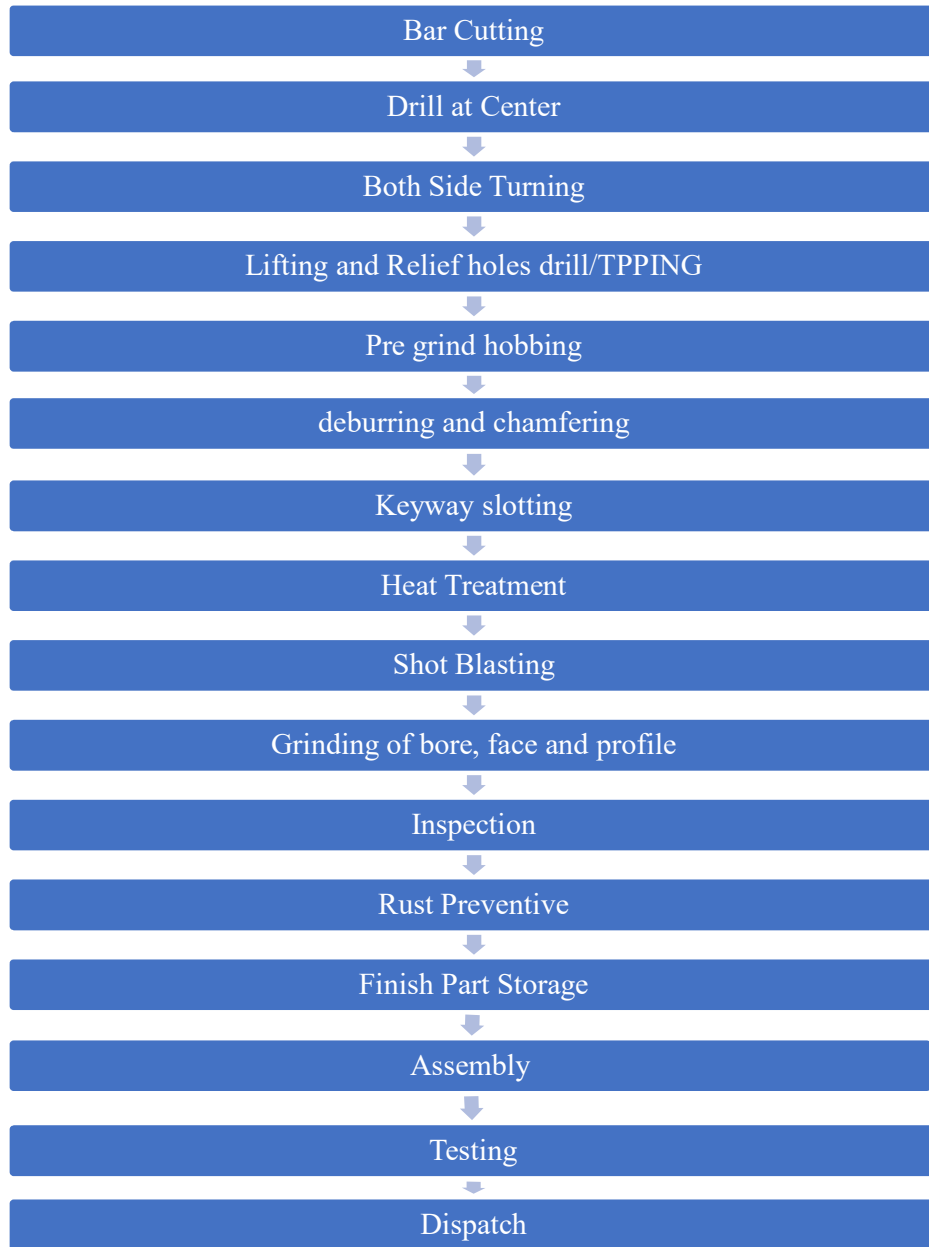 Bar Cutting
Drill at Center
Both Side Turning
Lifting and Relief holes drill/TPPING
Pre grind hobbing
deburring and chamfering
Keyway slotting
Heat Treatment
Shot Blasting
Grinding of bore, face and profile
Inspection
Rust Preventive
Finish Part Storage
Assembly
Testing
Dispatch